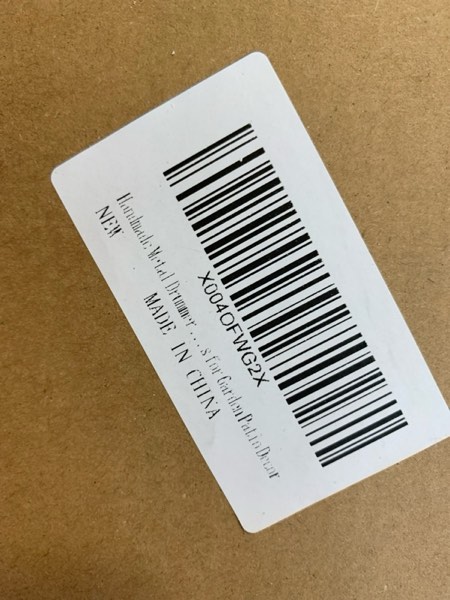 X004OFWG2X
Handmade Metal Drummer ... s for Garden Patio Decor
NEW
MADE IN CHINA